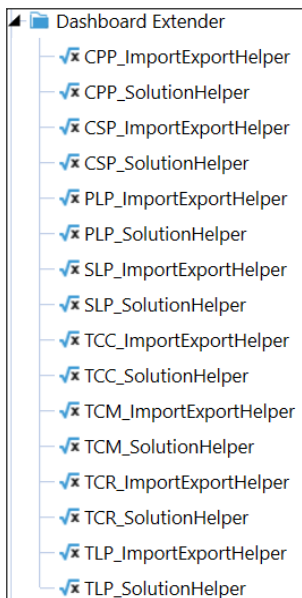 Dashboard Extender
CPP_ImportExportHelper
CPP_SolutionHelper
CSP_ImportExportHelper
CSP_SolutionHelper
PLP_ImportExportHelper
PLP_SolutionHelper
SLP_ImportExportHelper
SLP_SolutionHelper
TCC_ImportExportHelper
TCC_SolutionHelper
TCM_ImportExportHelper
TCM_SolutionHelper
TCR_ImportExportHelper
TCR_SolutionHelper
TLP_ImportExportHelper
TLP_SolutionHelper